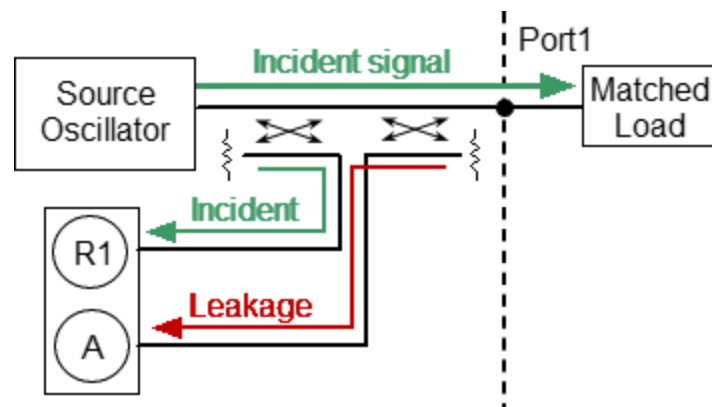 Port1
Incident signal
Source
Oscillator
Matched
Load
Incident
R1
Leakage
A